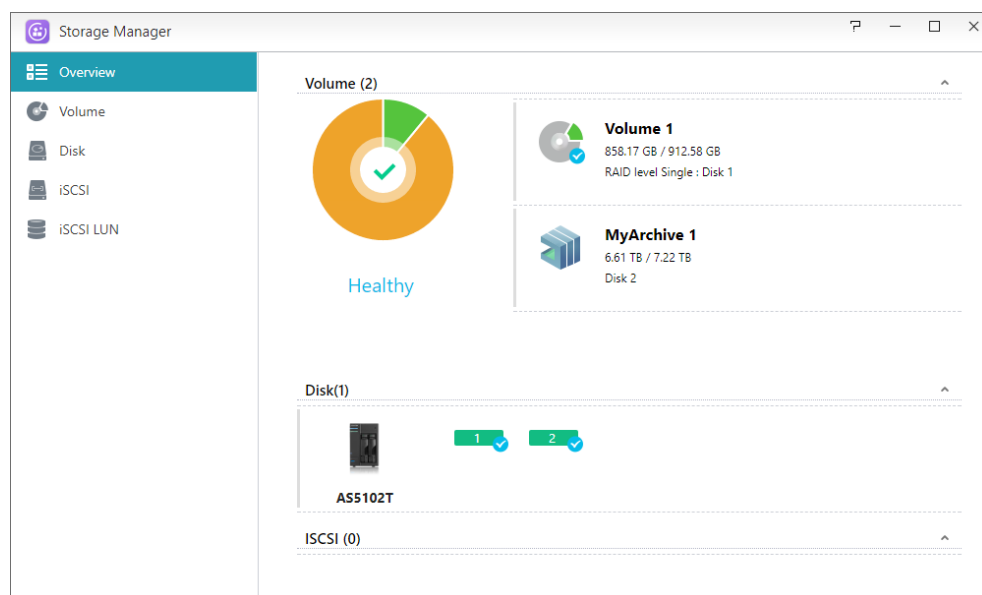 Storage Manager
Overview
Volume
Disk
iSCSI
iSCSI LUN
Volume (2)
Healthy
Volume 1
858.17 GB / 912.58 GB
RAID level Single : Disk 1
MyArchive 1
6.61 TB / 7.22 TB
Disk 2
Disk(1)
1 2
AS5102T
ISCSI (0)